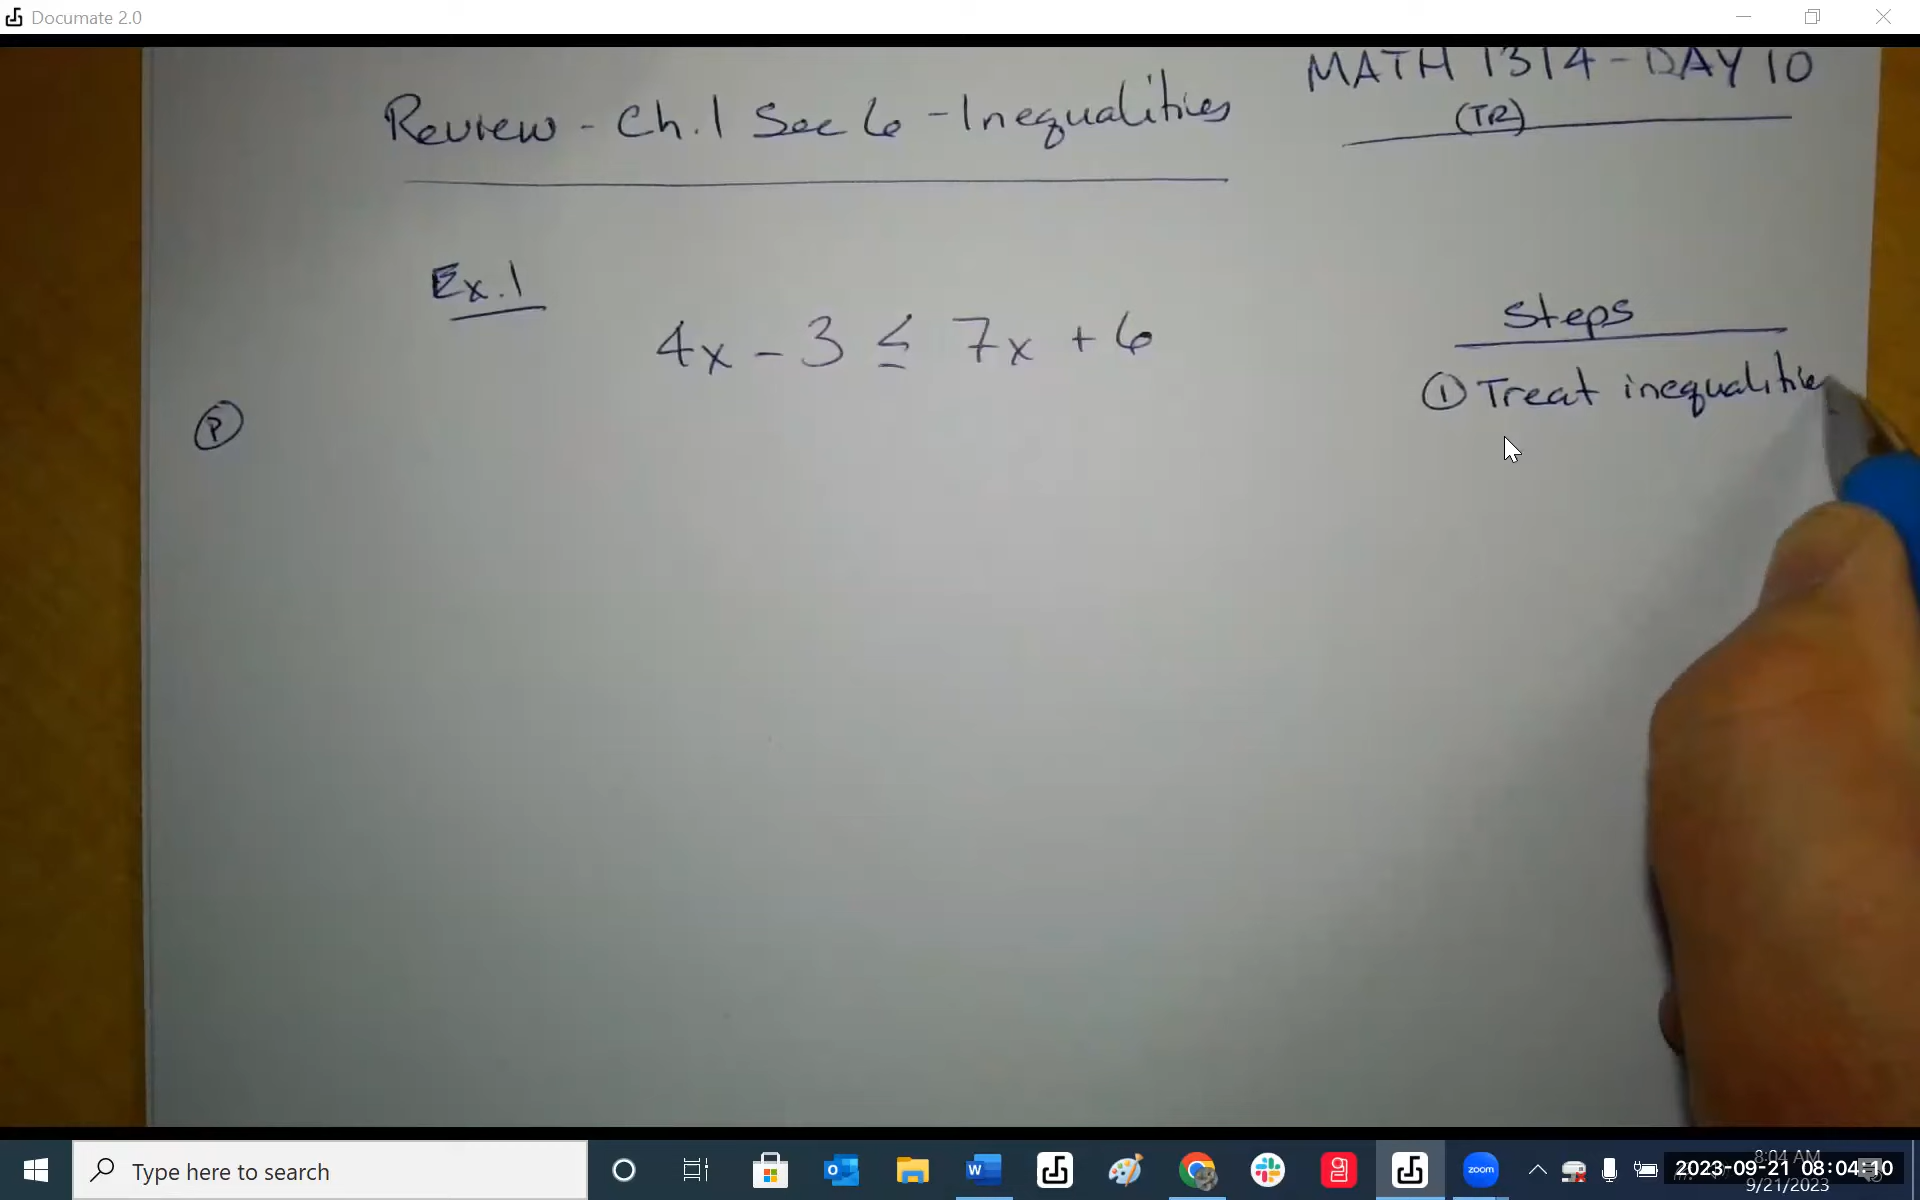 Documate 2.0
MATH 1314 - DAY 10
(TR)
Review - Ch.1 Sec 6 - Inequalities
Ex.1
4x - 3 ≤ 7x + 6
Steps
① Treat inequalitie
Ⓟ
Type here to search
zoom
8:04 AM
2023-09-21 08:04:10
9/21/2023